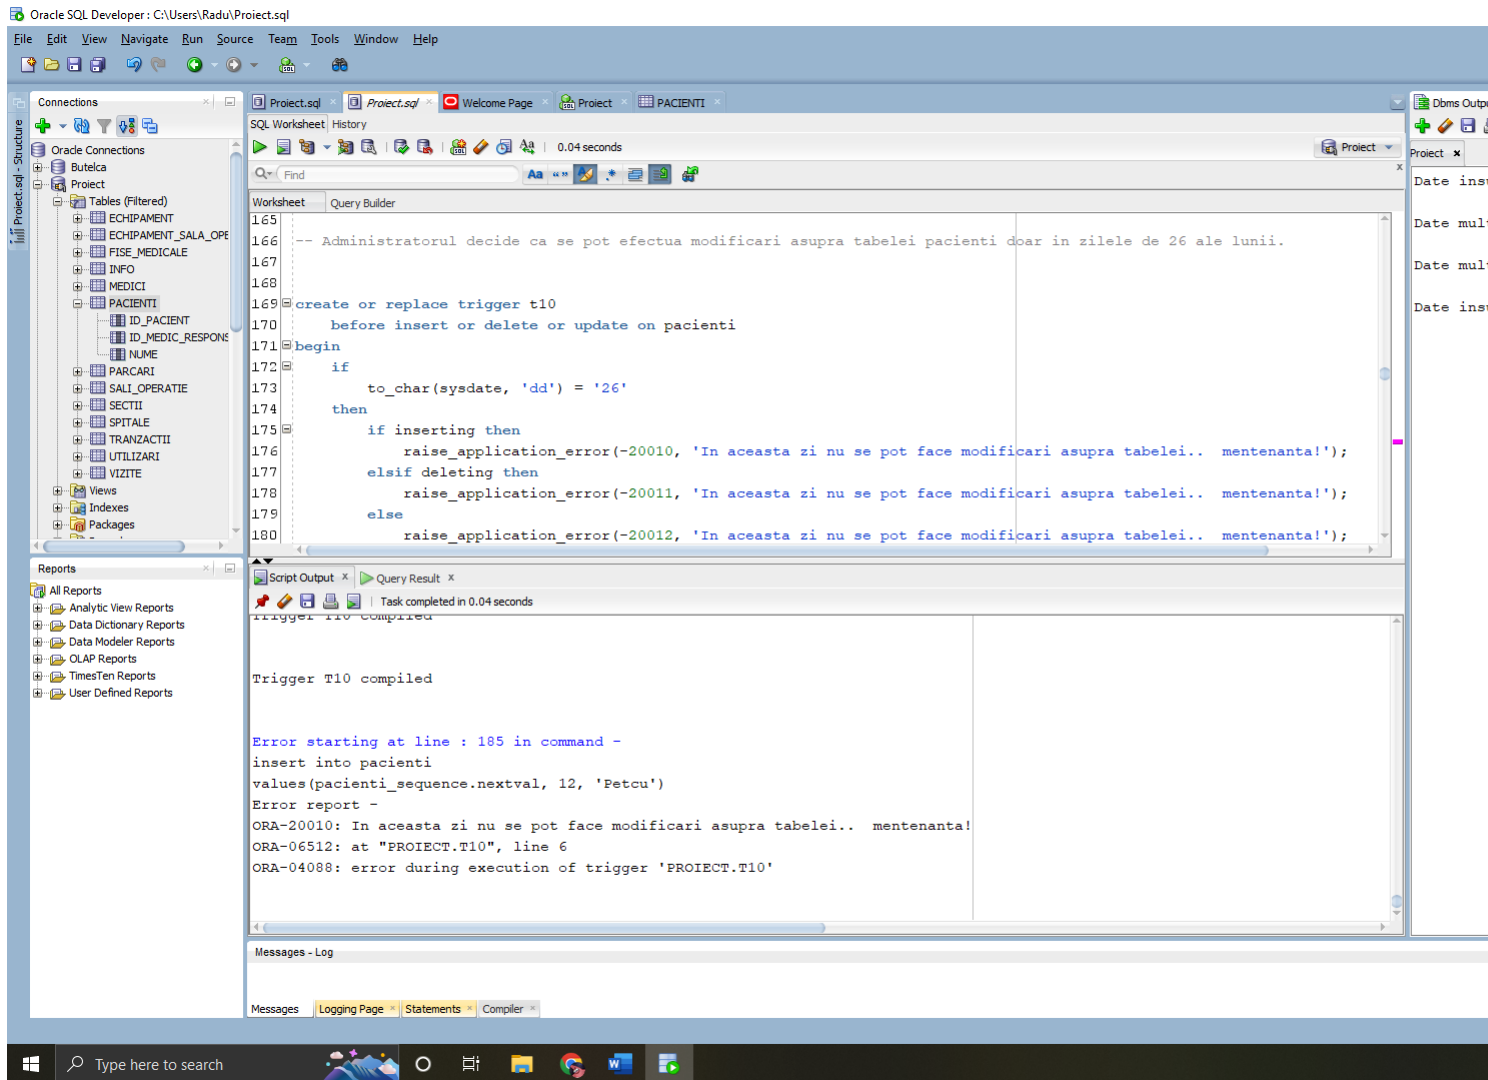 Oracle SQL Developer : C:\Users\Radu\Proiect.sql
File Edit View Navigate Run Source Team Tools Window Help
Connections
Oracle Connections
Butelca
Proiect
Tables (Filtered)
ECHIPAMENT
ECHIPAMENT_SALA_OPE
FISE_MEDICALE
INFO
MEDICI
PACIENTI
ID_PACIENT
ID_MEDIC_RESPONS
NUME
PARCARI
SALI_OPERATIE
SECTII
SPITALE
TRANZACTII
UTILIZARI
VIZITE
Views
Indexes
Packages
Proiect.sql - Structure
Reports
All Reports
Analytic View Reports
Data Dictionary Reports
Data Modeler Reports
OLAP Reports
TimesTen Reports
User Defined Reports
Proiect.sql Proiect.sql Welcome Page Proiect PACIENTI
SQL Worksheet History
0.04 seconds
Proiect
Find
Worksheet Query Builder
165
166 -- Administratorul decide ca se pot efectua modificari asupra tabelei pacienti doar in zilele de 26 ale lunii.
167
168
169 create or replace trigger t10
170 before insert or delete or update on pacienti
171 begin
172 if
173 to_char(sysdate, 'dd') = '26'
174 then
175 if inserting then
176 raise_application_error(-20010, 'In aceasta zi nu se pot face modificari asupra tabelei.. mentenanta!');
177 elsif deleting then
178 raise_application_error(-20011, 'In aceasta zi nu se pot face modificari asupra tabelei.. mentenanta!');
179 else
180 raise_application_error(-20012, 'In aceasta zi nu se pot face modificari asupra tabelei.. mentenanta!');
Script Output Query Result
Task completed in 0.04 seconds
Trigger T10 compiled
Trigger T10 compiled
Error starting at line : 185 in command -
insert into pacienti
values(pacienti_sequence.nextval, 12, 'Petcu')
Error report -
ORA-20010: In aceasta zi nu se pot face modificari asupra tabelei.. mentenanta!
ORA-06512: at "PROIECT.T10", line 6
ORA-04088: error during execution of trigger 'PROIECT.T10'
Messages - Log
Messages Logging Page Statements Compiler
Dbms Outpu
Proiect
Date ins
Date mul
Date mul
Date ins
Type here to search